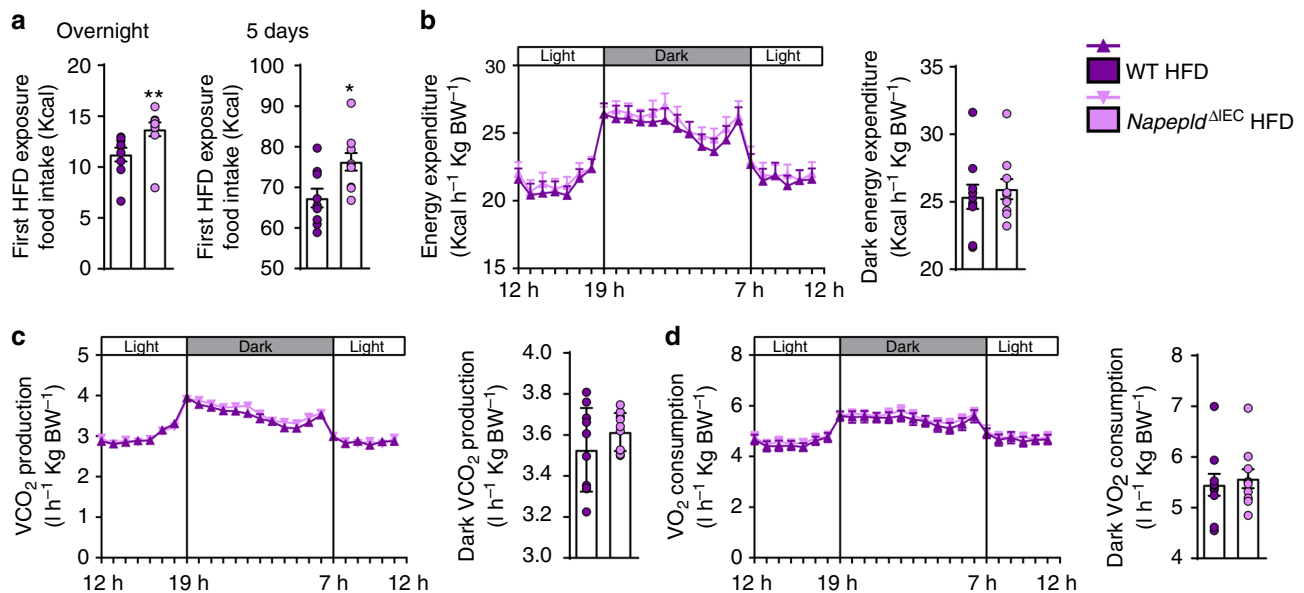 a
Overnight
5 days
First HFD exposure
food intake (Kcal)
20
15
10
5
0
**
First HFD exposure
food intake (Kcal)
100
90
80
70
60
50
*
b
Light
Dark
Light
Energy expenditure
(Kcal h⁻¹ Kg BW⁻¹)
30
25
20
15
12 h
19 h
7 h
12 h
Dark energy expenditure
(Kcal h⁻¹ Kg BW⁻¹)
35
30
25
20
WT HFD
Napepld^ΔIEC HFD
c
Light
Dark
Light
VCO₂ production
(l h⁻¹ Kg BW⁻¹)
5
4
3
2
1
0
12 h
19 h
7 h
12 h
Dark VCO₂ production
(l h⁻¹ Kg BW⁻¹)
4.0
3.8
3.6
3.4
3.2
3.0
d
Light
Dark
Light
VO₂ consumption
(l h⁻¹ Kg BW⁻¹)
8
6
4
2
0
12 h
19 h
7 h
12 h
Dark VO₂ consumption
(l h⁻¹ Kg BW⁻¹)
8
7
6
5
4